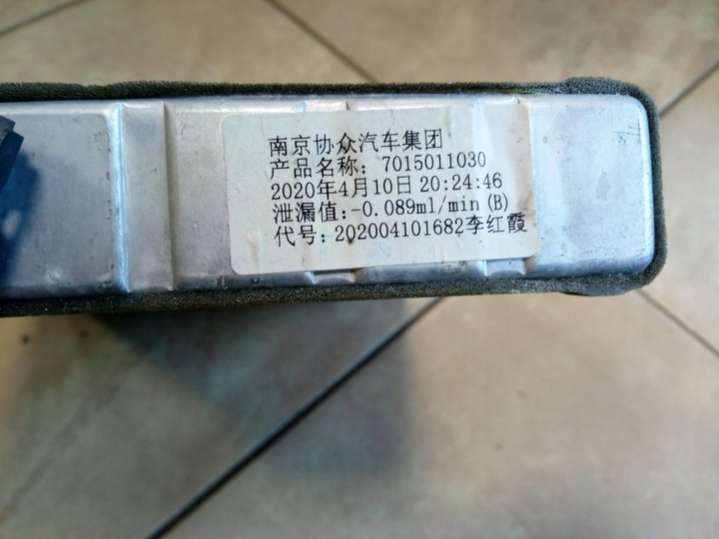 南京协众汽车集团
产品名称: 7015011030
2020年4月10日 20:24:46
泄漏值:-0.089ml/min(B)
代号:202004101682李红霞